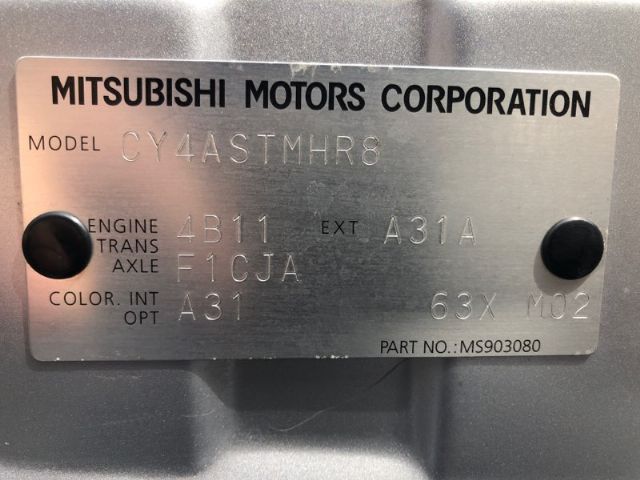 MITSUBISHI MOTORS CORPORATION
MODEL CY4ASTMHR8
ENGINE 4B11 EXT A31A
TRANS
AXLE F1CJA
COLOR. INT A31 63X M02
OPT
PART NO.:MS903080